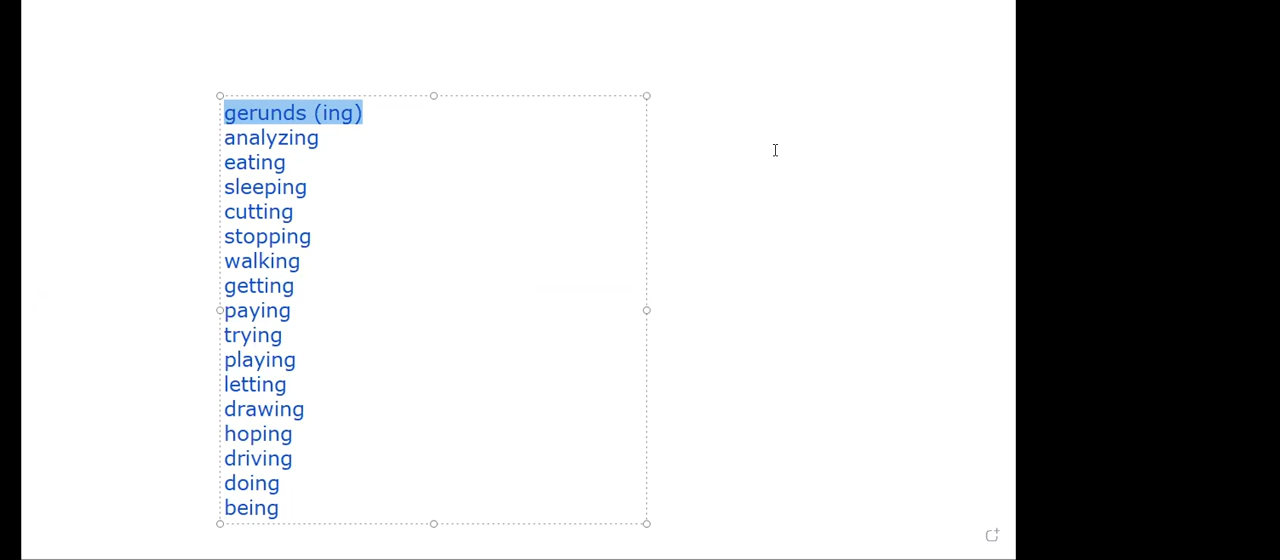 gerunds (ing)
analyzing
eating
sleeping
cutting
stopping
walking
getting
paying
trying
playing
letting
drawing
hoping
driving
doing
being